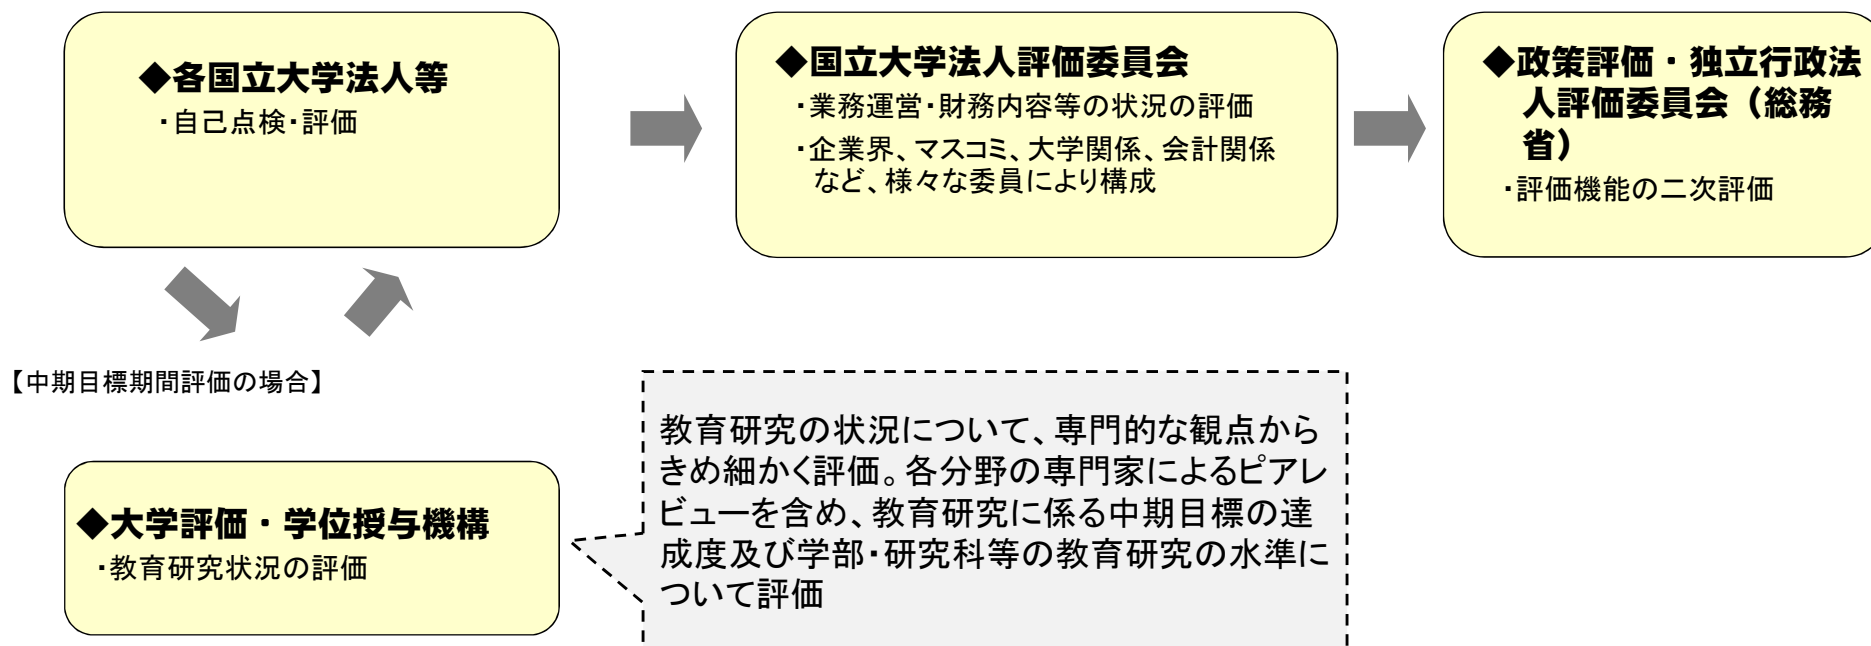 ◆各国立大学法人等
・自己点検・評価
◆国立大学法人評価委員会
・業務運営・財務内容等の状況の評価
・企業界、マスコミ、大学関係、会計関係
など、様々な委員により構成
◆政策評価・独立行政法
人評価委員会（総務
省）
・評価機能の二次評価
【中期目標期間評価の場合】
◆大学評価・学位授与機構
・教育研究状況の評価
教育研究の状況について、専門的な観点から
きめ細かく評価。各分野の専門家によるピアレ
ビューを含め、教育研究に係る中期目標の達
成度及び学部・研究科等の教育研究の水準に
ついて評価